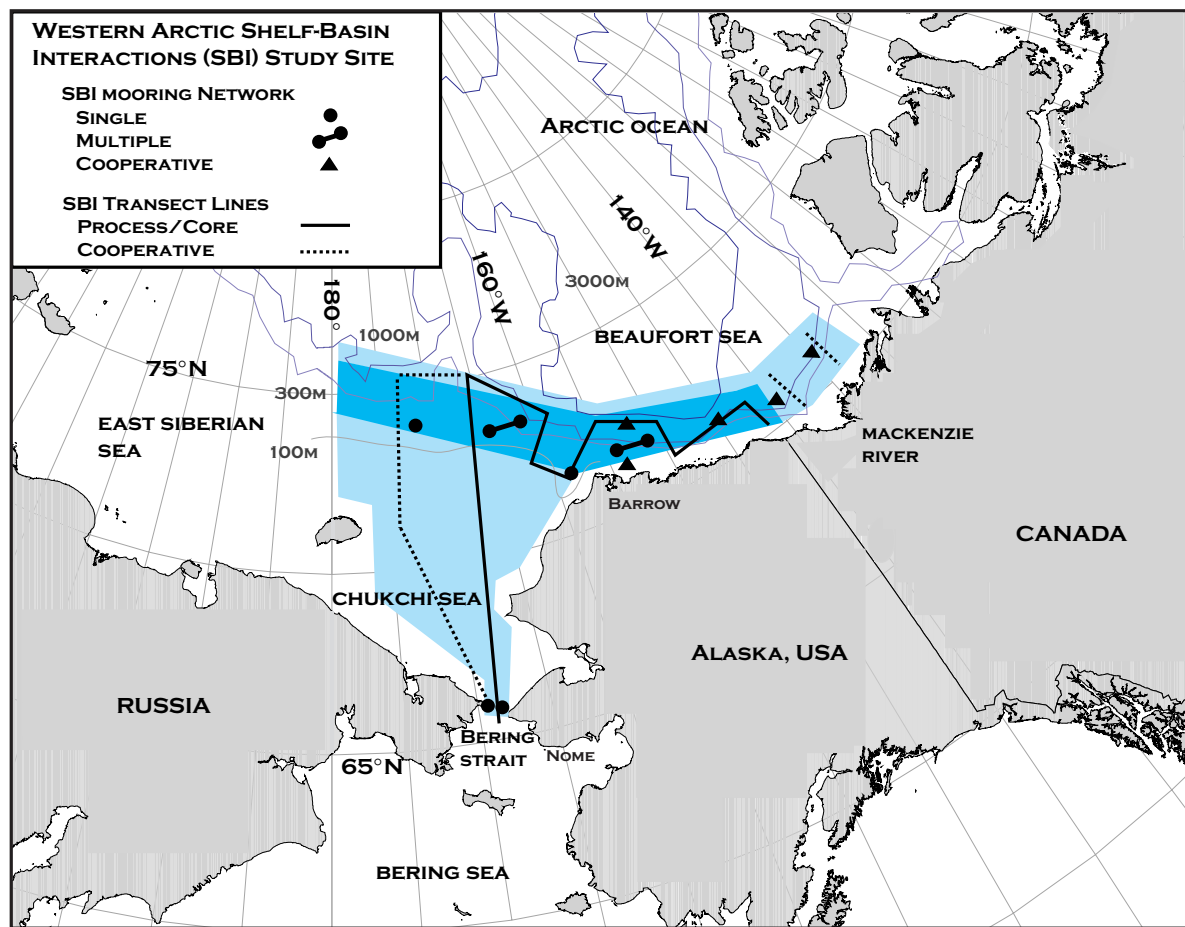 WESTERN ARCTIC SHELF-BASIN
INTERACTIONS (SBI) STUDY SITE
SBI MOORING NETWORK
SINGLE
MULTIPLE
COOPERATIVE
SBI TRANSECT LINES
PROCESS/CORE
COOPERATIVE
ARCTIC OCEAN
140°W
160°W
180°
3000M
1000M
BEAUFORT SEA
75°N
300M
EAST SIBERIAN
SEA
100M
MACKENZIE
RIVER
BARROW
CANADA
CHUKCHI SEA
ALASKA, USA
RUSSIA
BERING
STRAIT
NOME
65°N
BERING SEA